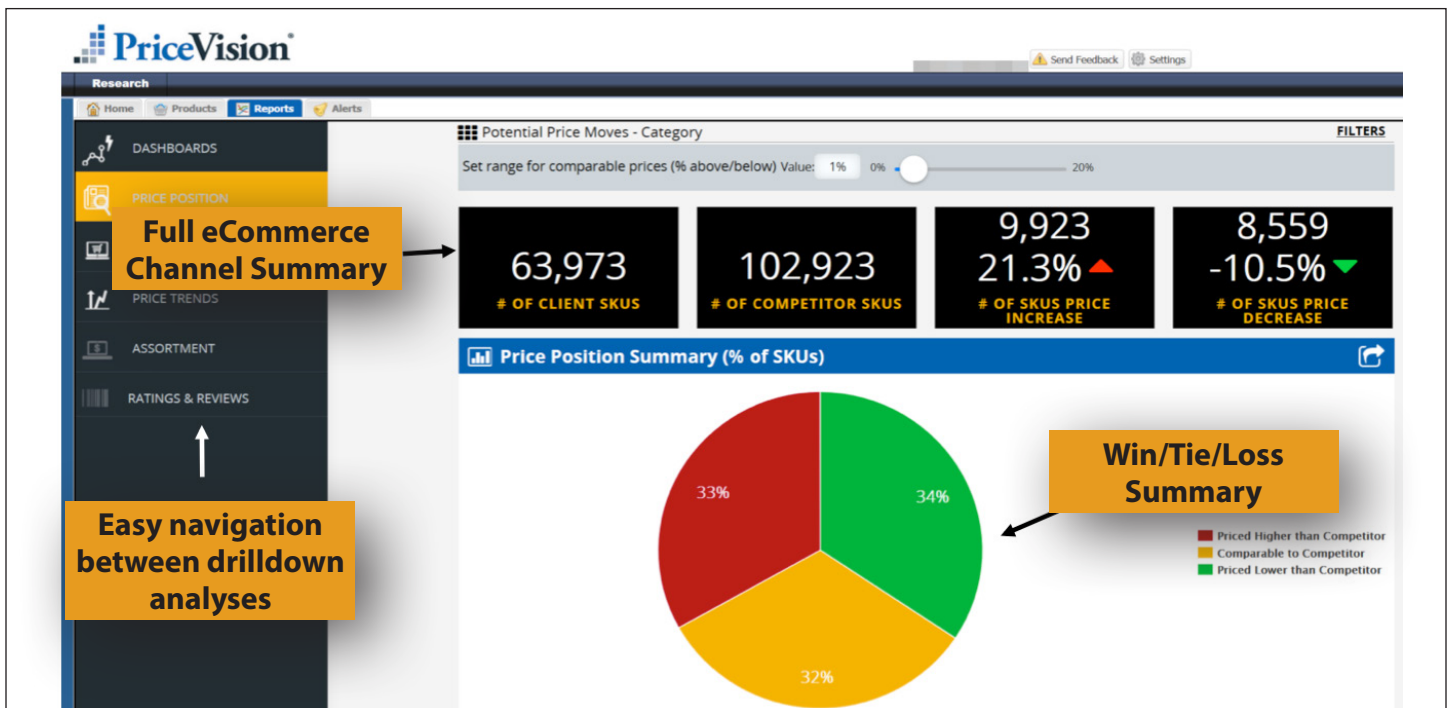 PriceVision
Send Feedback
Settings
Research
Home
Products
Reports
Alerts
DASHBOARDS
PRICE POSITION
PRICE TRENDS
ASSORTMENT
RATINGS & REVIEWS
Full eCommerce
Channel Summary
Easy navigation
between drilldown
analyses
Potential Price Moves - Category
FILTERS
Set range for comparable prices (% above/below) Value: 1% 0% 20%
63,973
# OF CLIENT SKUS
102,923
# OF COMPETITOR SKUS
9,923
21.3%
# OF SKUS PRICE
INCREASE
8,559
-10.5%
# OF SKUS PRICE
DECREASE
Price Position Summary (% of SKUs)
33%
34%
32%
Win/Tie/Loss
Summary
Priced Higher than Competitor
Comparable to Competitor
Priced Lower than Competitor